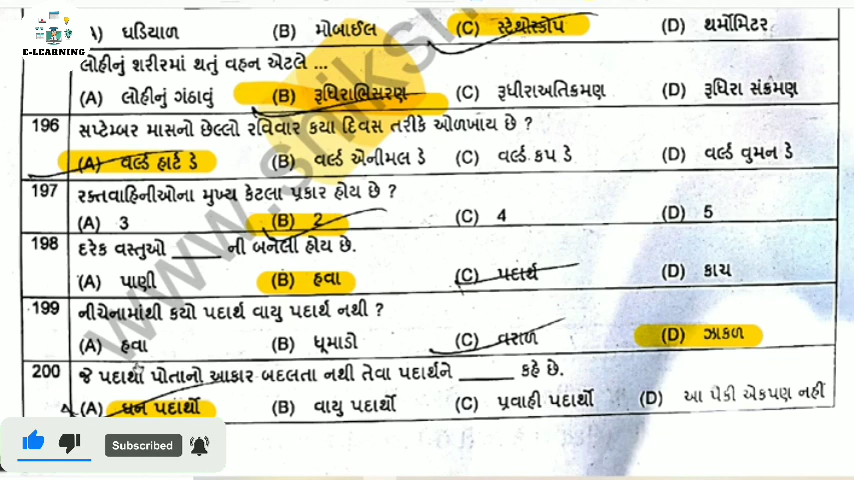 E-LEARNING
A) ઘડિયાળ (B) મોબાઈલ (C) સ્ટેથોસ્કોપ (D) થર્મોમિટર
લોહીનું શરીરમાં થતું વહન એટલે ...
(A) લોહીનું ગંઠાવું (B) રૂધિરાભિસરણ (C) રૂધીરાઅતિક્રમણ (D) રૂધિરા સંક્રમણ
196 સપ્ટેમ્બર માસનો છેલ્લો રવિવાર કયા દિવસ તરીકે ઓળખાય છે ?
(A) વર્લ્ડ હાર્ટ ડે (B) વર્લ્ડ એનીમલ ડે (C) વર્લ્ડ કપ ડે (D) વર્લ્ડ વુમન ડે
197 રક્તવાહિનીઓના મુખ્ય કેટલા પ્રકાર હોય છે ?
(A) 3 (B) 2 (C) 4 (D) 5
198 દરેક વસ્તુઓ _____ ની બનેલી હોય છે.
(A) પાણી (B) હવા (C) પદાર્થ (D) કાચ
199 નીચેનામાંથી કયો પદાર્થ વાયુ પદાર્થ નથી ?
(A) હવા (B) ધૂમાડો (C) વરાળ (D) ઝાકળ
200 જે પદાર્થો પોતાનો આકાર બદલતા નથી તેવા પદાર્થને _____ કહે છે.
(A) ઘન પદાર્થો (B) વાયુ પદાર્થો (C) પ્રવાહી પદાર્થો (D) આ પૈકી એકપણ નહીં
Subscribed